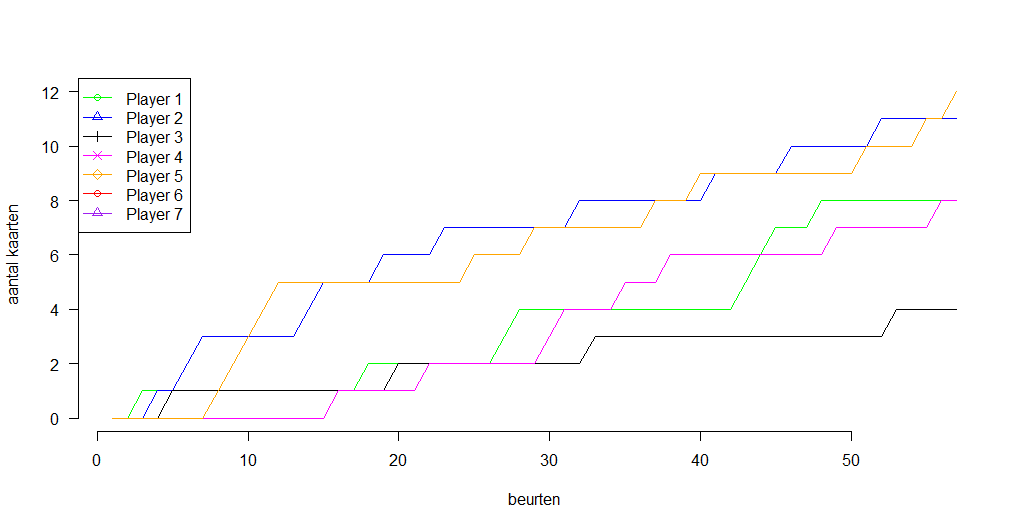 12
10
8
6
4
2
0
aantal kaarten
Player 1
Player 2
Player 3
Player 4
Player 5
Player 6
Player 7
0 10 20 30 40 50
beurten